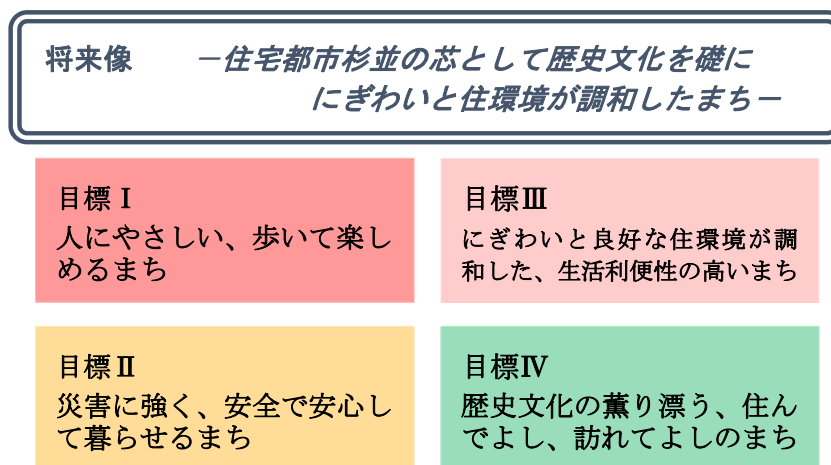 将来像　－住宅都市杉並の芯として歴史文化を礎に
にぎわいと住環境が調和したまち－
目標Ⅰ
人にやさしい、歩いて楽し
めるまち
目標Ⅱ
災害に強く、安全で安心し
て暮らせるまち
目標Ⅲ
にぎわいと良好な住環境が調
和した、生活利便性の高いまち
目標Ⅳ
歴史文化の薫り漂う、住ん
でよし、訪れてよしのまち